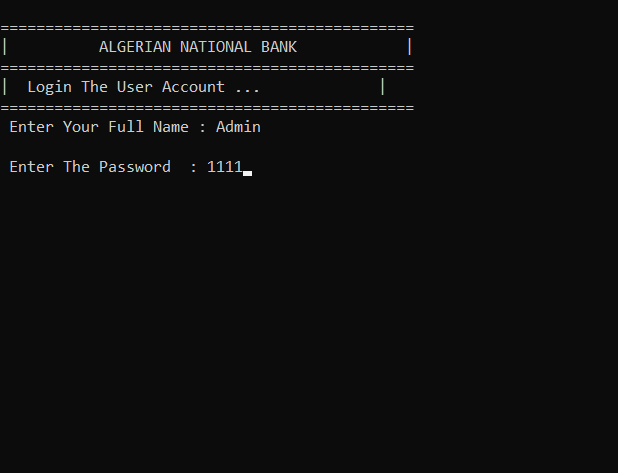 ==============================================
|          ALGERIAN NATIONAL BANK            |
==============================================
|  Login The User Account ...             |
==============================================
Enter Your Full Name : Admin
Enter The Password  : 1111